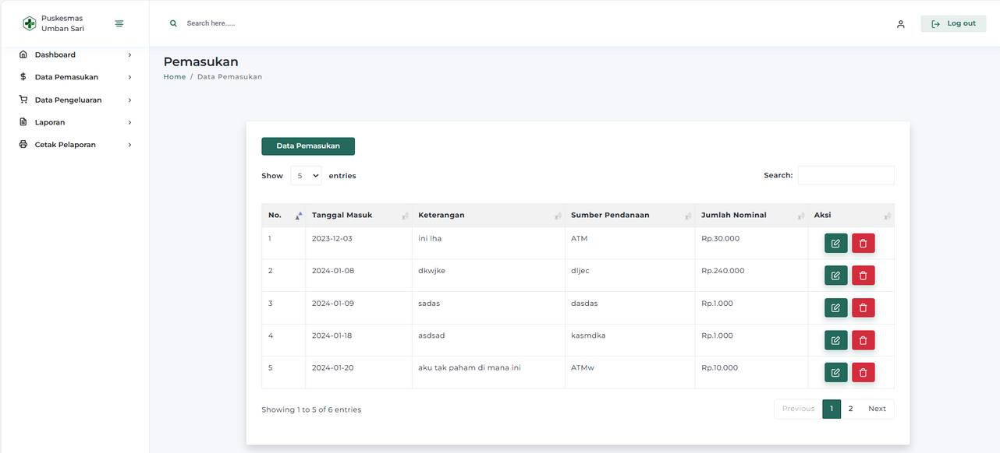 Puskesmas
Umban Sari
Search here.....
Log out
Dashboard
Data Pemasukan
Data Pengeluaran
Laporan
Cetak Pelaporan
Pemasukan
Home / Data Pemasukan
Data Pemasukan
Show 5 entries
Search:
No. Tanggal Masuk Keterangan Sumber Pendanaan Jumlah Nominal Aksi
1 2023-12-03 ini lha ATM Rp.30.000
2 2024-01-08 dkwjke dljec Rp.240.000
3 2024-01-09 sadas dasdas Rp.1.000
4 2024-01-18 asdsad kasmdka Rp.1.000
5 2024-01-20 aku tak paham di mana ini ATMw Rp.10.000
Showing 1 to 5 of 6 entries
Previous 1 2 Next